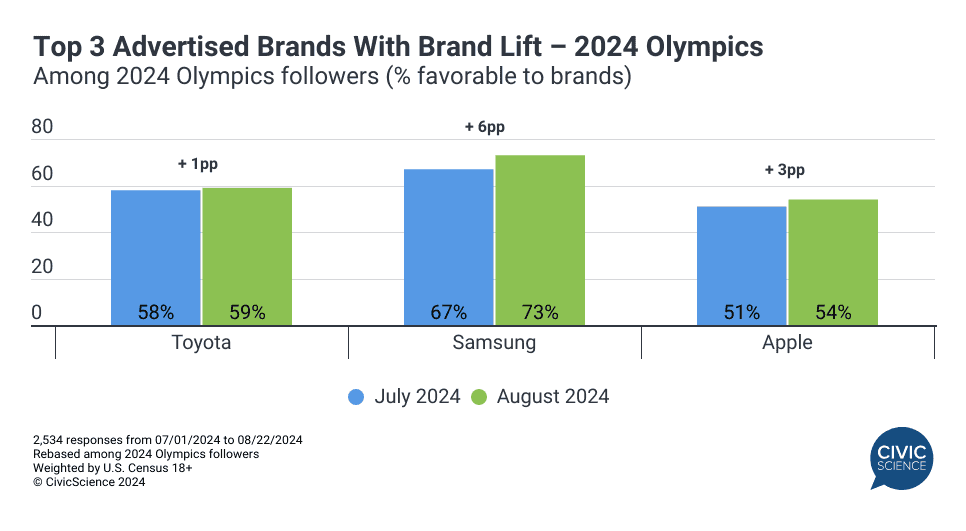 Top 3 Advertised Brands With Brand Lift – 2024 Olympics
Among 2024 Olympics followers (% favorable to brands)
80
+ 6pp
+ 1pp
+ 3pp
60
40
20
0
58% 59% 67% 73% 51% 54%
Toyota Samsung Apple
July 2024 August 2024
2,534 responses from 07/01/2024 to 08/22/2024
Rebased among 2024 Olympics followers
Weighted by U.S. Census 18+
© CivicScience 2024
CIVIC
SCIENCE